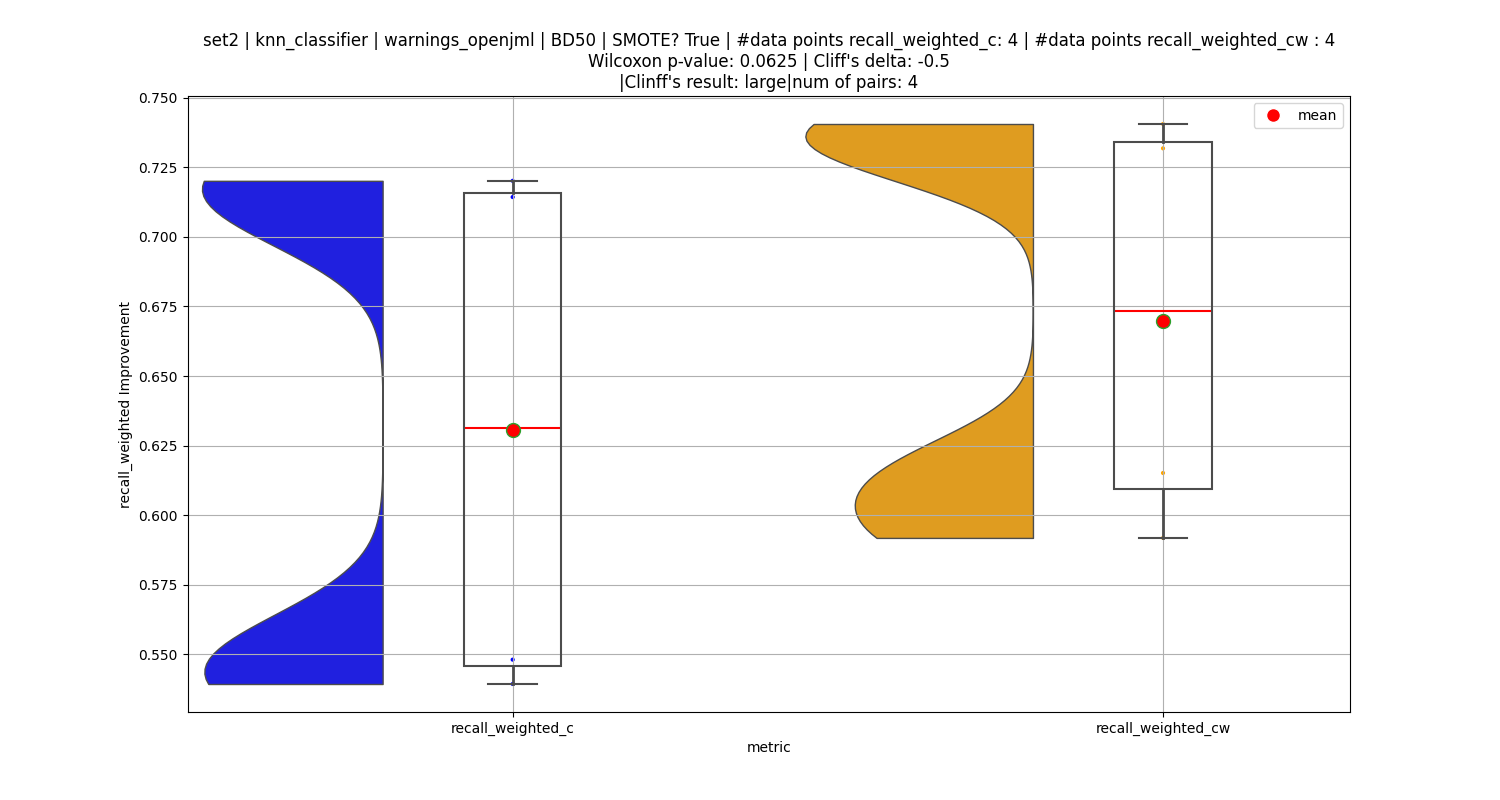 set2 | knn_classifier | warnings_openjml | BD50 | SMOTE? True | #data points recall_weighted_c: 4 | #data points recall_weighted_cw : 4
Wilcoxon p-value: 0.0625 | Cliff's delta: -0.5
|Clinff's result: large|num of pairs: 4
mean
0.750
0.725
0.700
0.675
0.650
0.625
0.600
0.575
0.550
recall_weighted Improvement
recall_weighted_c
recall_weighted_cw
metric